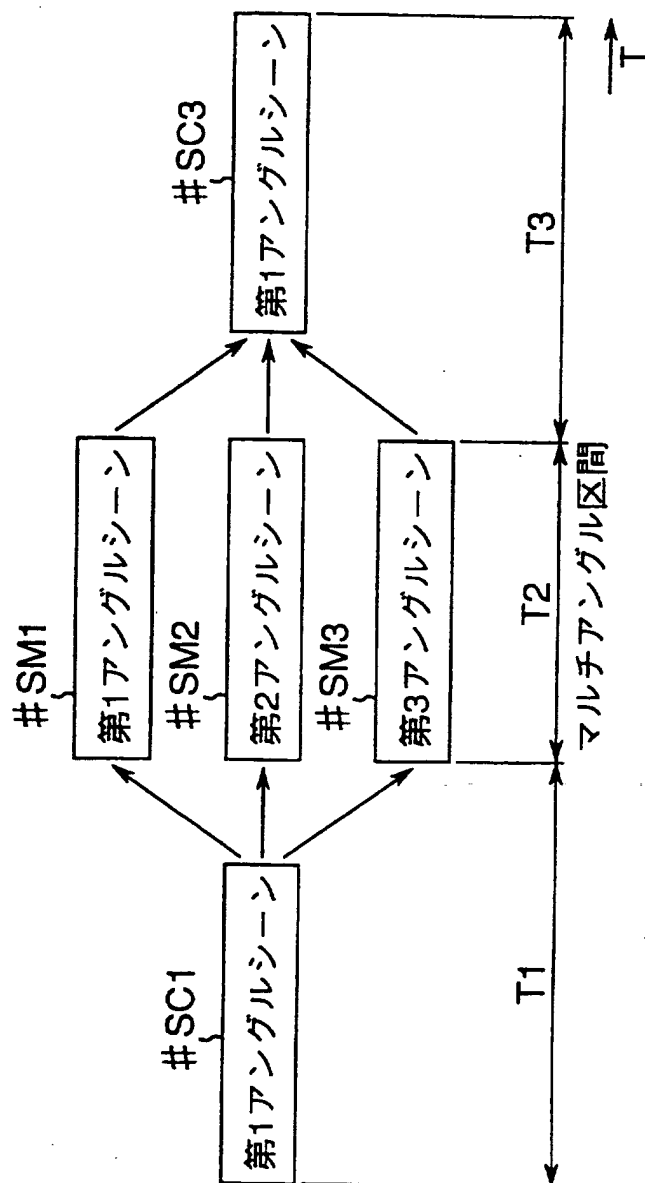 #SC1
第1アングルシーン
#SM1
第1アングルシーン
#SM2
第2アングルシーン
#SM3
第3アングルシーン
#SC3
第1アングルシーン
T1
T2
T3
マルチアングル区間
T